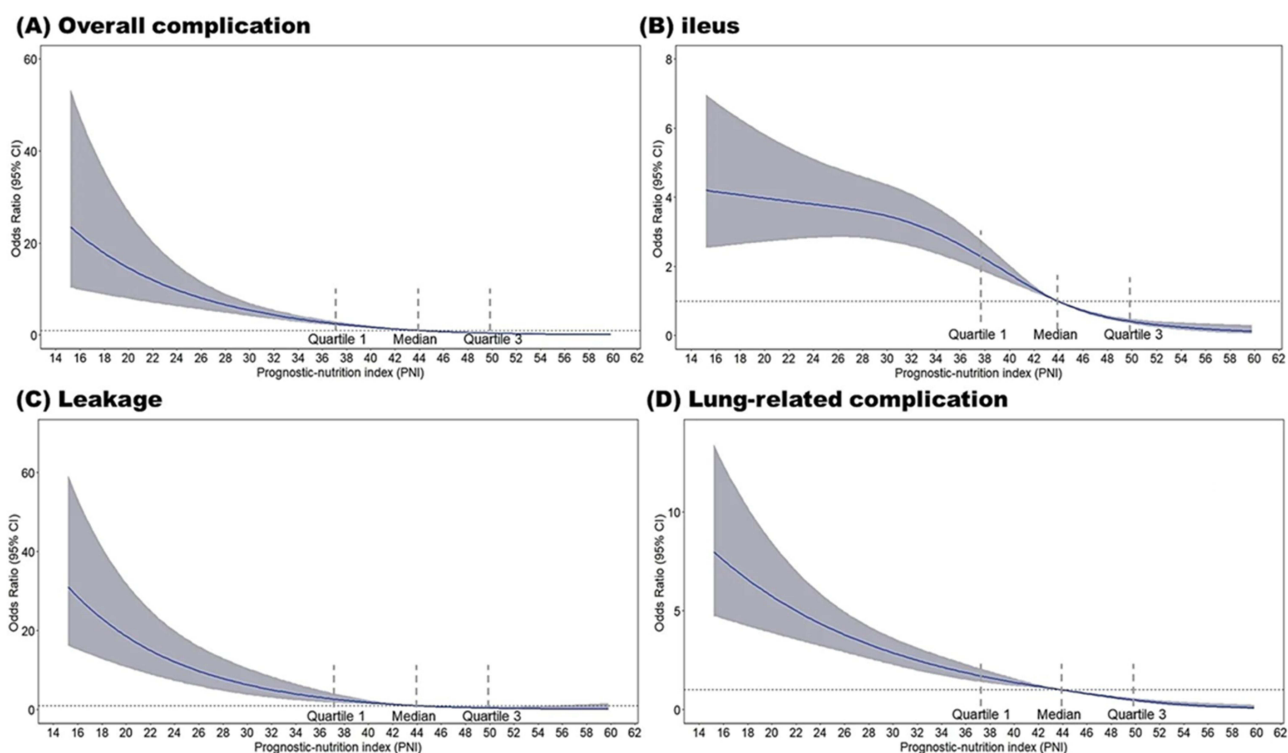 (A) Overall complication
Odds Ratio (95% CI)
60
40
20
0
Quartile 1 Median Quartile 3
14 16 18 20 22 24 26 28 30 32 34 36 38 40 42 44 46 48 50 52 54 56 58 60 62
Prognostic-nutrition index (PNI)
(B) ileus
Odds Ratio (95% CI)
8
6
4
2
0
Quartile 1 Median Quartile 3
14 16 18 20 22 24 26 28 30 32 34 36 38 40 42 44 46 48 50 52 54 56 58 60 62
Prognostic-nutrition index (PNI)
(C) Leakage
Odds Ratio (95% CI)
60
40
20
0
Quartile 1 Median Quartile 3
14 16 18 20 22 24 26 28 30 32 34 36 38 40 42 44 46 48 50 52 54 56 58 60 62
Prognostic-nutrition index (PNI)
(D) Lung-related complication
Odds Ratio (95% CI)
10
5
0
Quartile 1 Median Quartile 3
14 16 18 20 22 24 26 28 30 32 34 36 38 40 42 44 46 48 50 52 54 56 58 60 62
Prognostic-nutrition index (PNI)